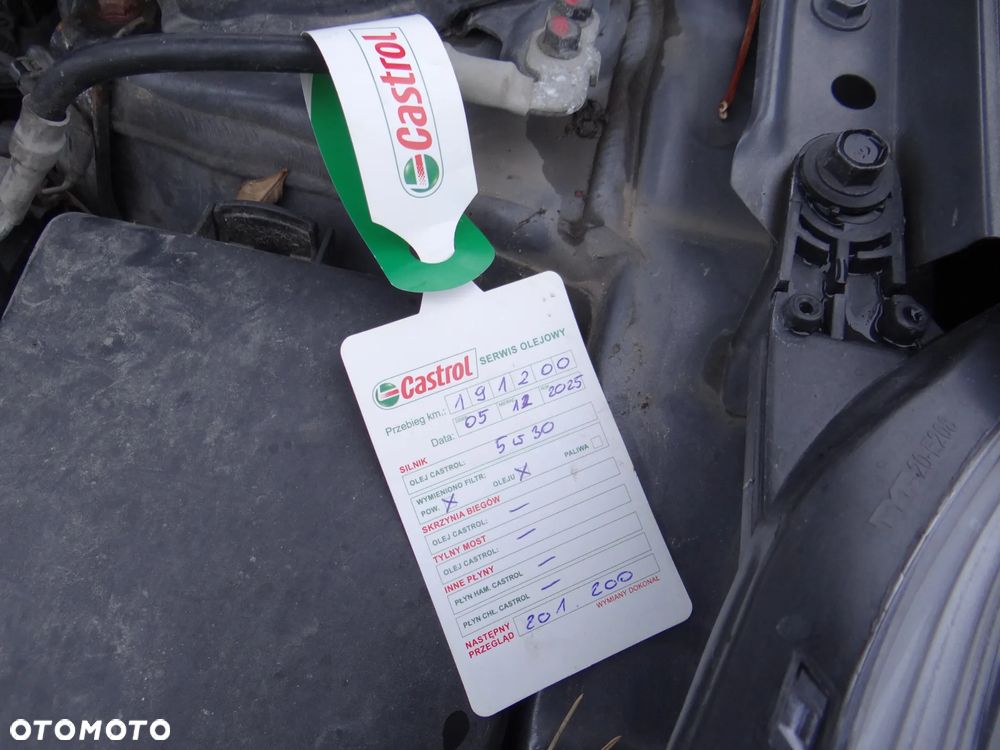 Castrol
Castrol SERWIS OLEJOWY
Przebieg km.: 191200
Data: 05 12 2025
SILNIK
OLEJ CASTROL: 5w30
WYMIENIONO FILTR:
POW. X OLEJU X PALIWA
SKRZYNIA BIEGÓW
OLEJ CASTROL: –
TYLNY MOST
OLEJ CASTROL: –
INNE PŁYNY
PŁYN HAM. CASTROL –
PŁYN CHŁ. CASTROL –
NASTĘPNY
PRZEGLĄD 201.200
WYMIANY DOKONAŁ
OTOMOTO